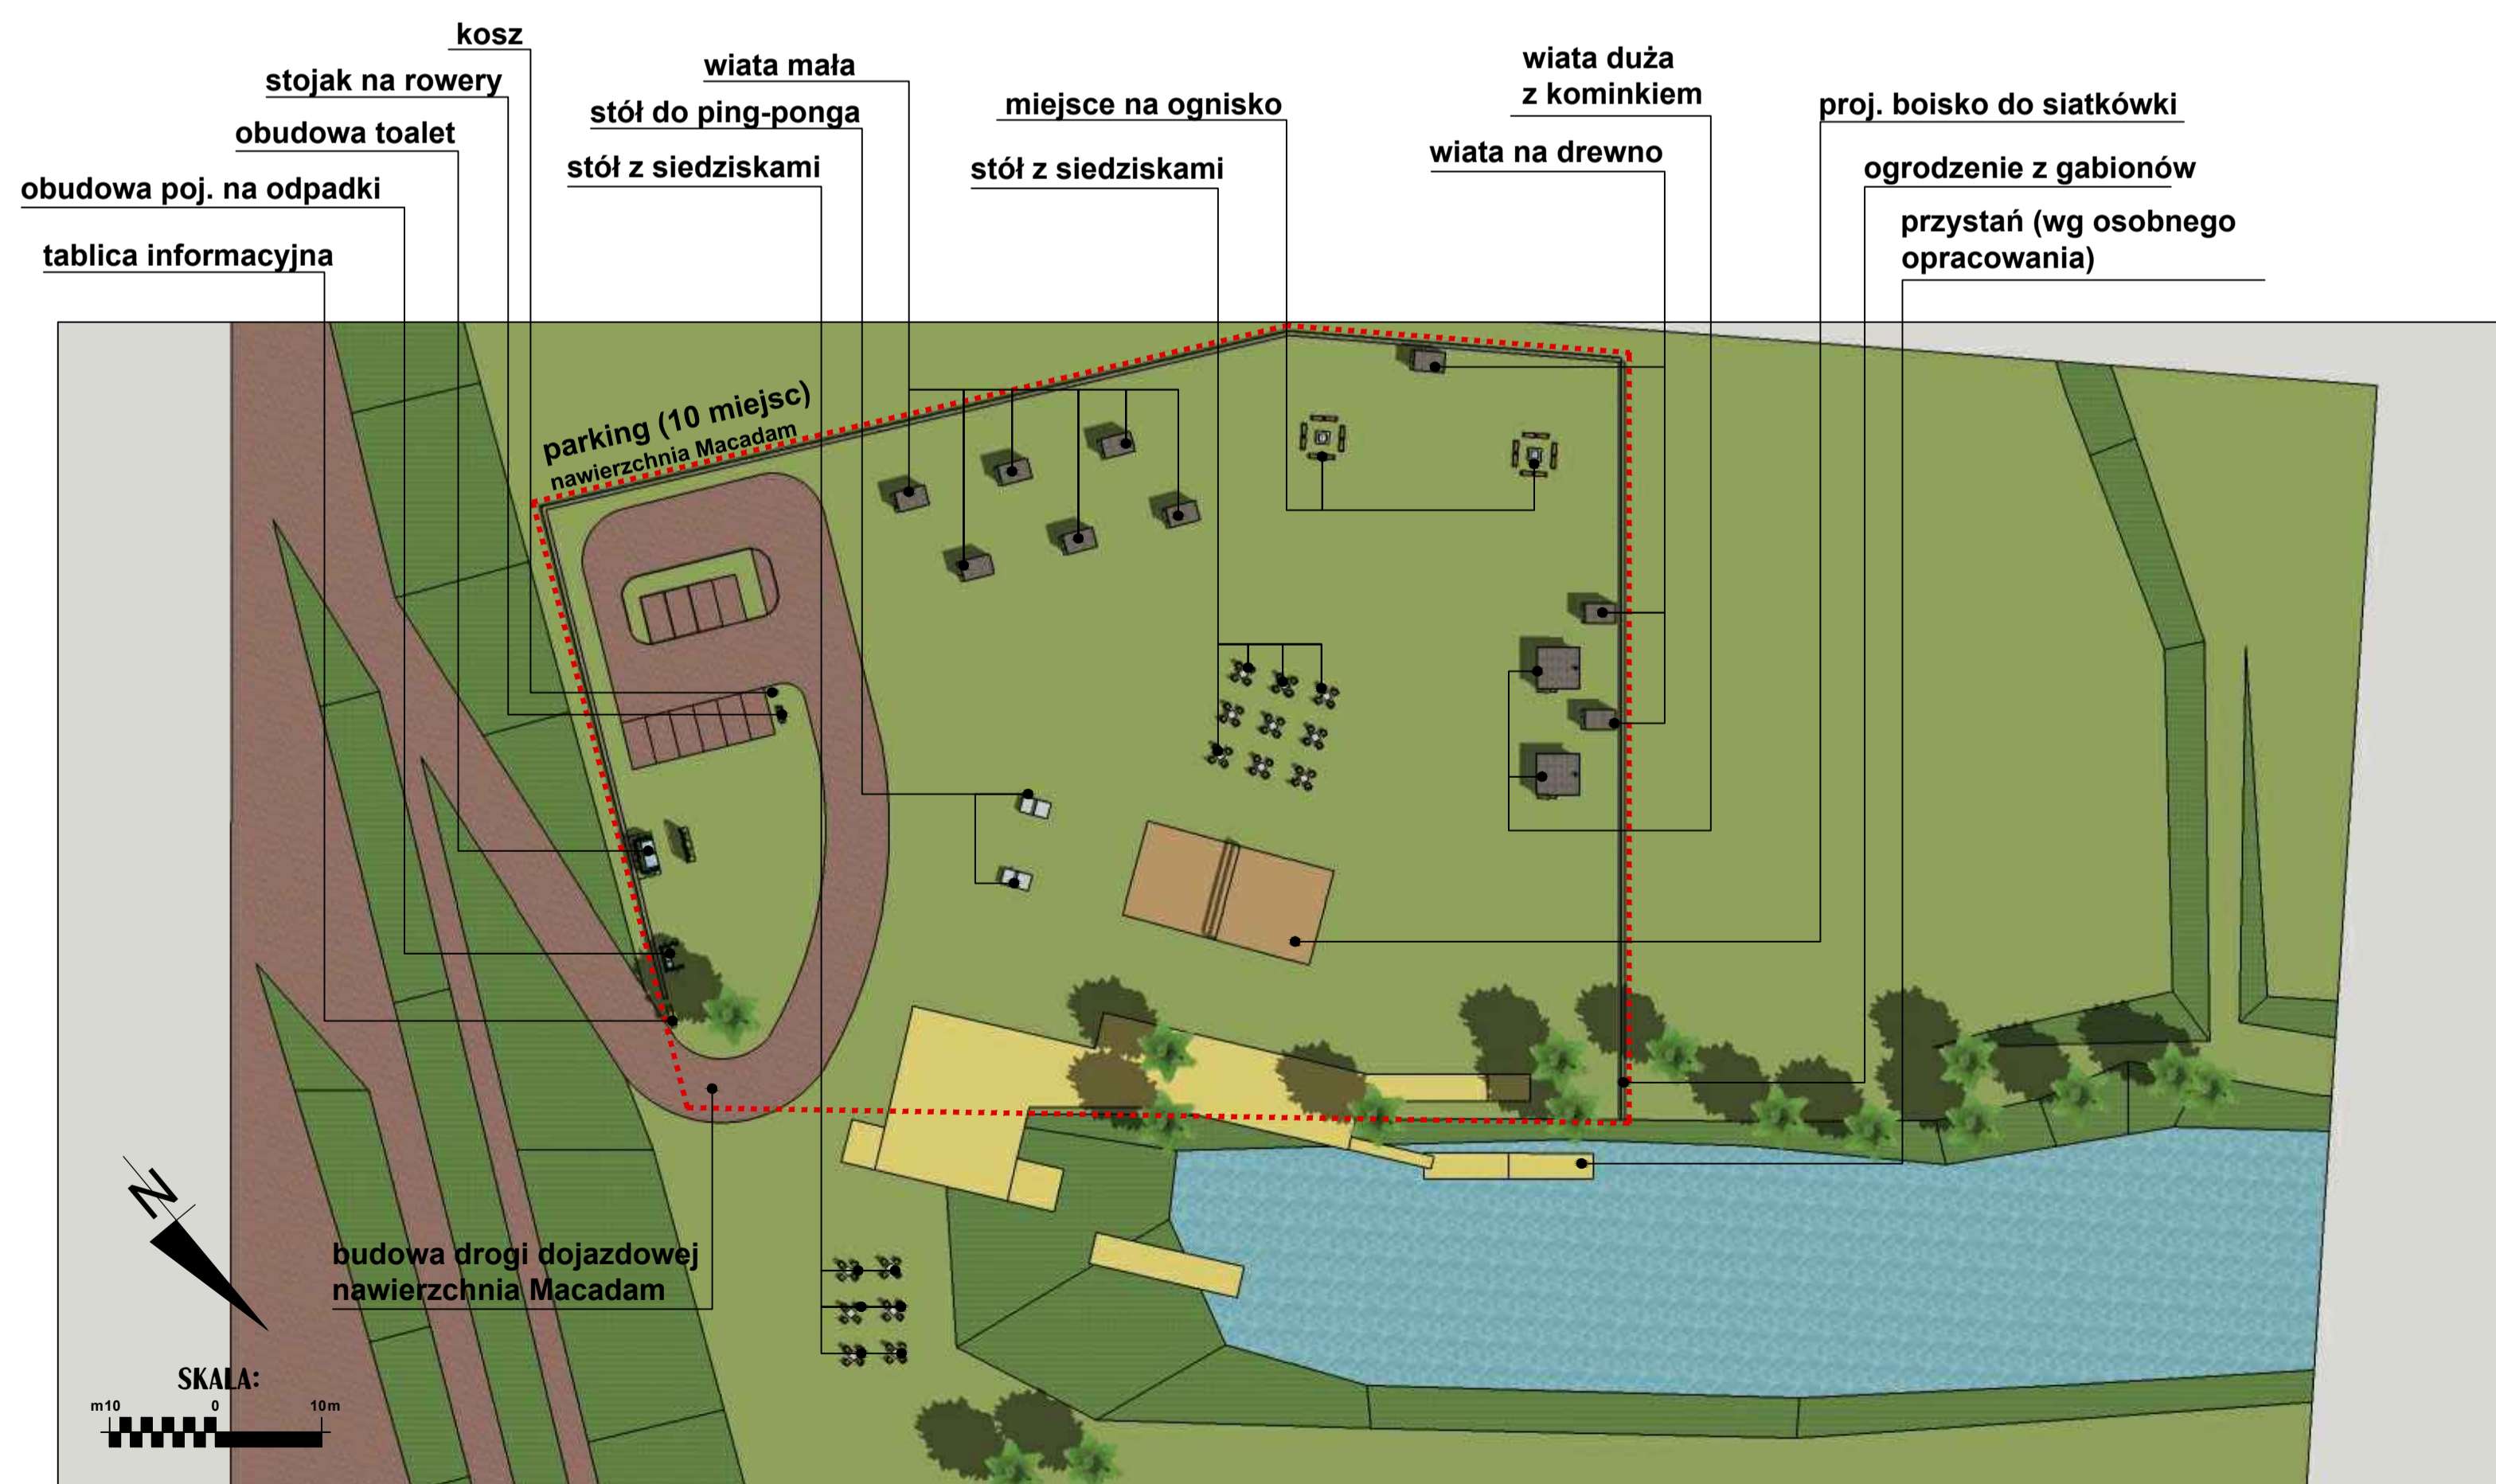 kosz
stojak na rowery
obudowa toalet
obudowa poj. na odpadki
tablica informacyjna
wiata mała
stół do ping-ponga
stół z siedziskami
miejsce na ognisko
stół z siedziskami
wiata duża
z kominkiem
wiata na drewno
proj. boisko do siatkówki
ogrodzenie z gabionów
przystań (wg osobnego
opracowania)
parking (10 miejsc)
nawierzchnia Macadam
N
budowa drogi dojazdowej
nawierzchnia Macadam
SKALA:
m10 0 10m